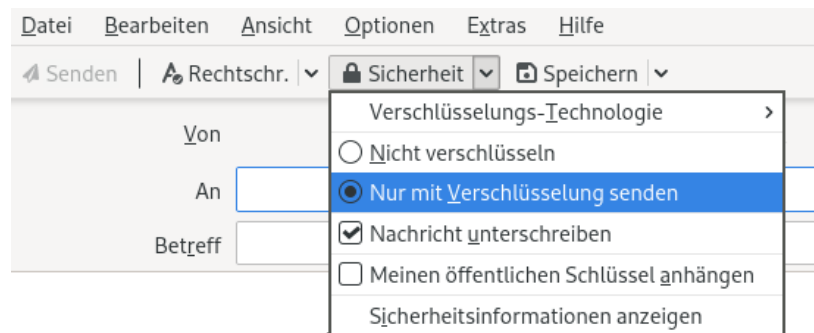 Datei Bearbeiten Ansicht Optionen Extras Hilfe
Senden Rechtschr. Sicherheit Speichern
Verschlüsselungs-Technologie
Von
Nicht verschlüsseln
An
Nur mit Verschlüsselung senden
Nachricht unterschreiben
Betreff
Meinen öffentlichen Schlüssel anhängen
Sicherheitsinformationen anzeigen